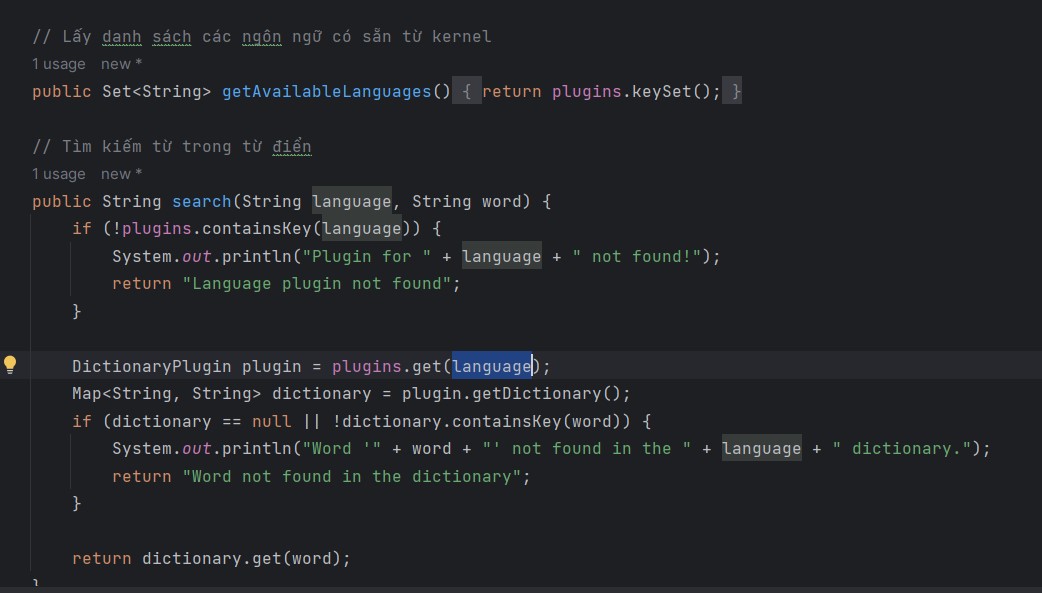 // Lấy danh sách các ngôn ngữ có sẵn từ kernel
1 usage new *
public Set<String> getAvailableLanguages() { return plugins.keySet(); }
// Tìm kiếm từ trong từ điển
1 usage new *
public String search(String language, String word) {
if (!plugins.containsKey(language)) {
System.out.println("Plugin for " + language + " not found!");
return "Language plugin not found";
}
DictionaryPlugin plugin = plugins.get(language);
Map<String, String> dictionary = plugin.getDictionary();
if (dictionary == null || !dictionary.containsKey(word)) {
System.out.println("Word '" + word + "' not found in the " + language + " dictionary.");
return "Word not found in the dictionary";
}
return dictionary.get(word);
}